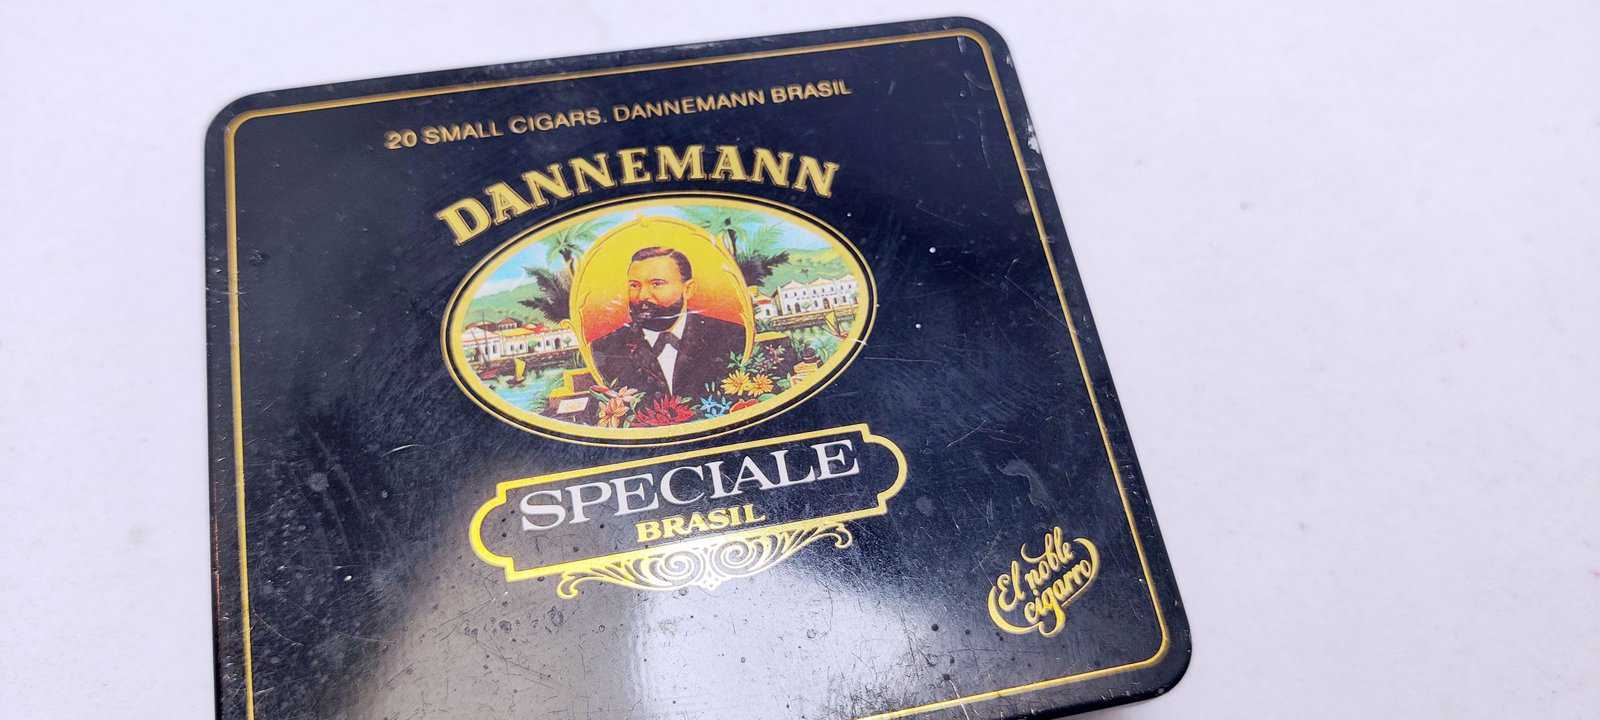 20 SMALL CIGARS. DANNEMANN BRASIL
DANNEMANN
SPECIALE
BRASIL
El noble
cigarro